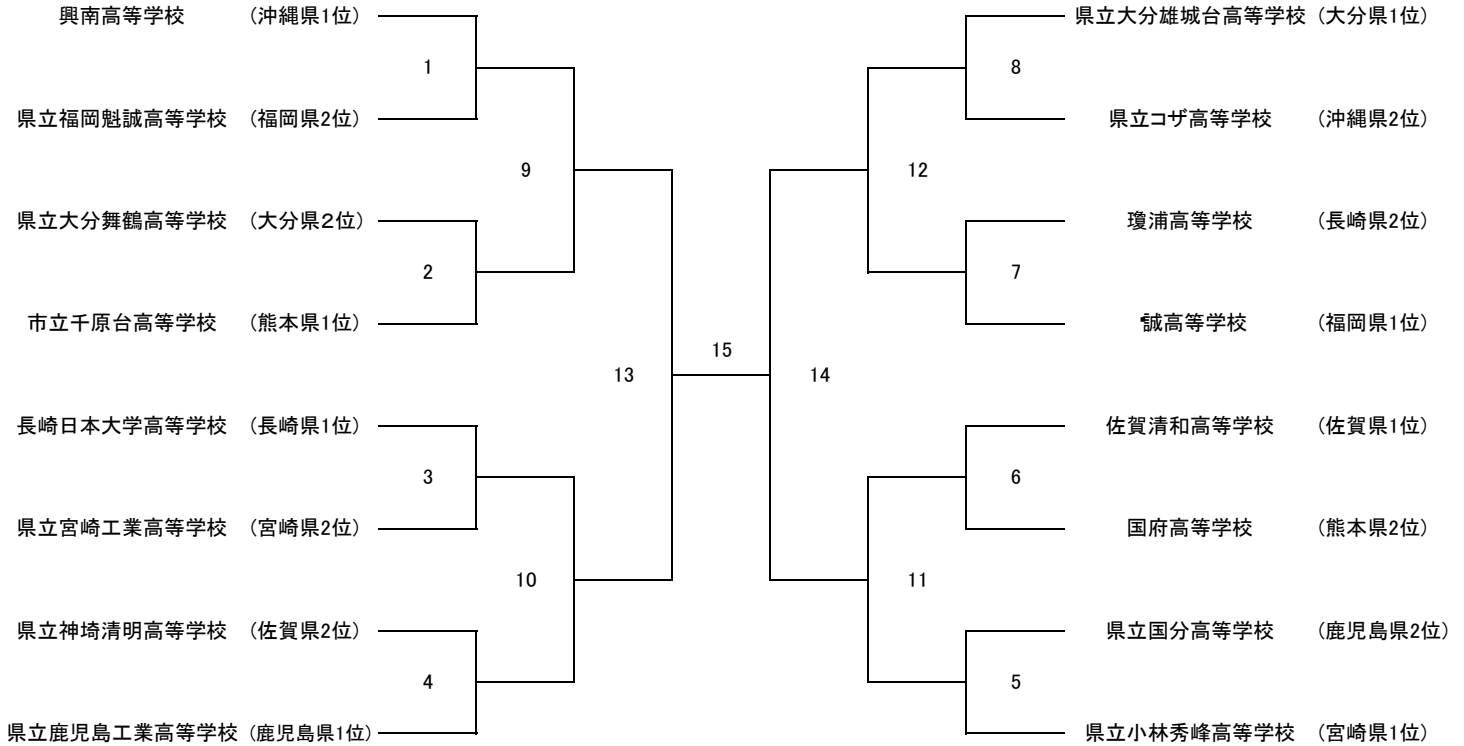 興南高等学校 (沖縄県1位)
1
県立福岡魁誠高等学校 (福岡県2位)
9
県立大分舞鶴高等学校 (大分県2位)
2
市立千原台高等学校 (熊本県1位)
13
長崎日本大学高等学校 (長崎県1位)
3
県立宮崎工業高等学校 (宮崎県2位)
10
県立神埼清明高等学校 (佐賀県2位)
4
県立鹿児島工業高等学校 (鹿児島県1位)
15
県立大分雄城台高等学校 (大分県1位)
8
県立コザ高等学校 (沖縄県2位)
12
瓊浦高等学校 (長崎県2位)
7
誠高等学校 (福岡県1位)
14
佐賀清和高等学校 (佐賀県1位)
6
国府高等学校 (熊本県2位)
11
県立国分高等学校 (鹿児島県2位)
5
県立小林秀峰高等学校 (宮崎県1位)